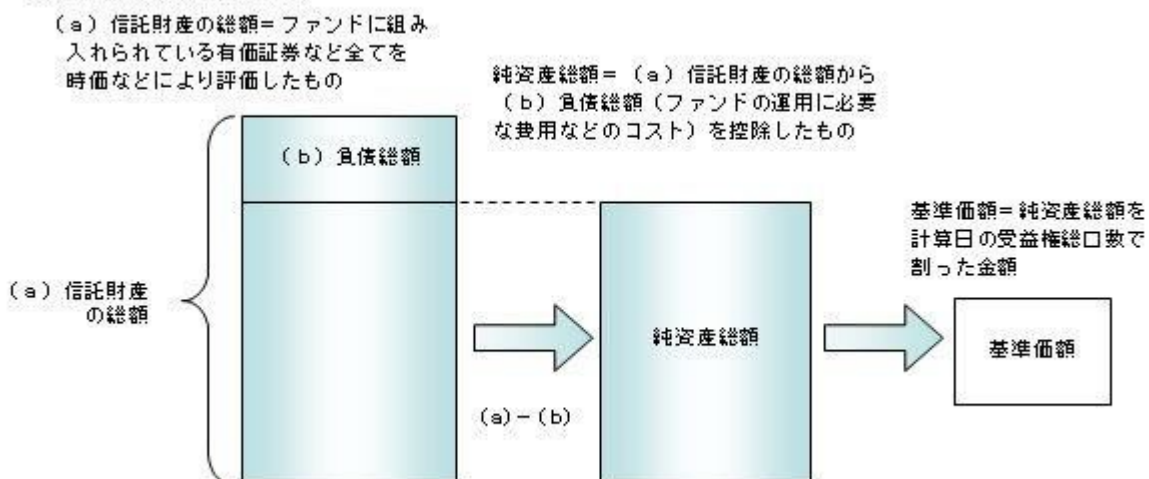 (a)信託財産の総額=ファンドに組み
入れられている有価証券など全てを
時価などにより評価したもの
純資産総額=(a)信託財産の総額から
(b)負債総額(ファンドの運用に必要
な費用などのコスト)を控除したもの
(b)負債総額
基準価額=純資産総額を
計算日の受益権総口数で
割った金額
(a)信託財産
の総額
純資産総額
基準価額
(a)-(b)